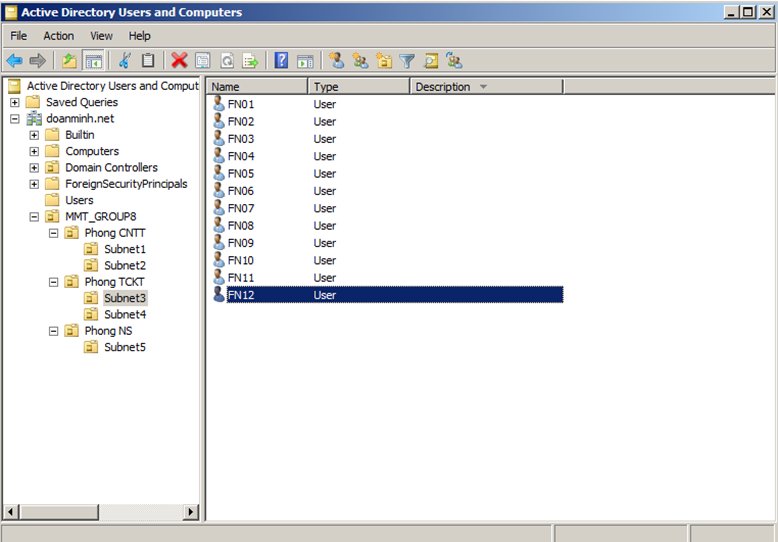 Active Directory Users and Computers
File Action View Help
Active Directory Users and Comput
Saved Queries
doanminh.net
Builtin
Computers
Domain Controllers
ForeignSecurityPrincipals
Users
MMT_GROUP8
Phong CNTT
Subnet1
Subnet2
Phong TCKT
Subnet3
Subnet4
Phong NS
Subnet5
Name Type Description
FN01 User
FN02 User
FN03 User
FN04 User
FN05 User
FN06 User
FN07 User
FN08 User
FN09 User
FN10 User
FN11 User
FN12 User